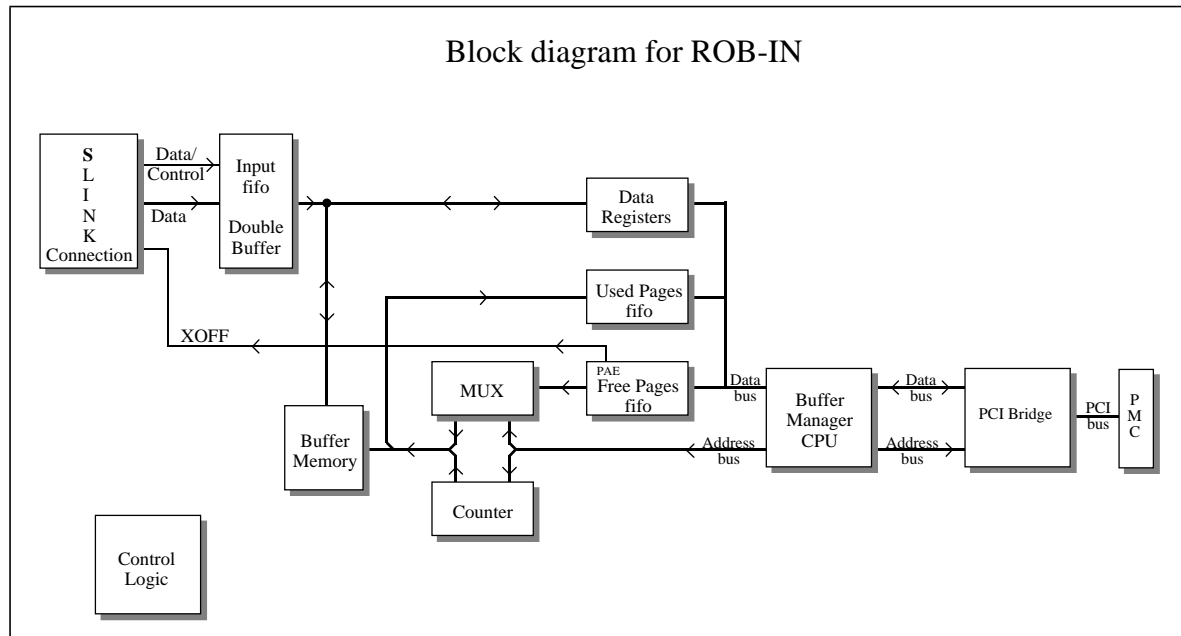 Block diagram for ROB-IN
S
L
I
N
K
Connection
Data/
Control
Data
Input
fifo
Double
Buffer
Data
Registers
Used Pages
fifo
XOFF
PAE
Free Pages
fifo
MUX
Buffer
Memory
Counter
Data
bus
Address
bus
Buffer
Manager
CPU
Data
bus
Address
bus
PCI Bridge
PCI
bus
P
M
C
Control
Logic